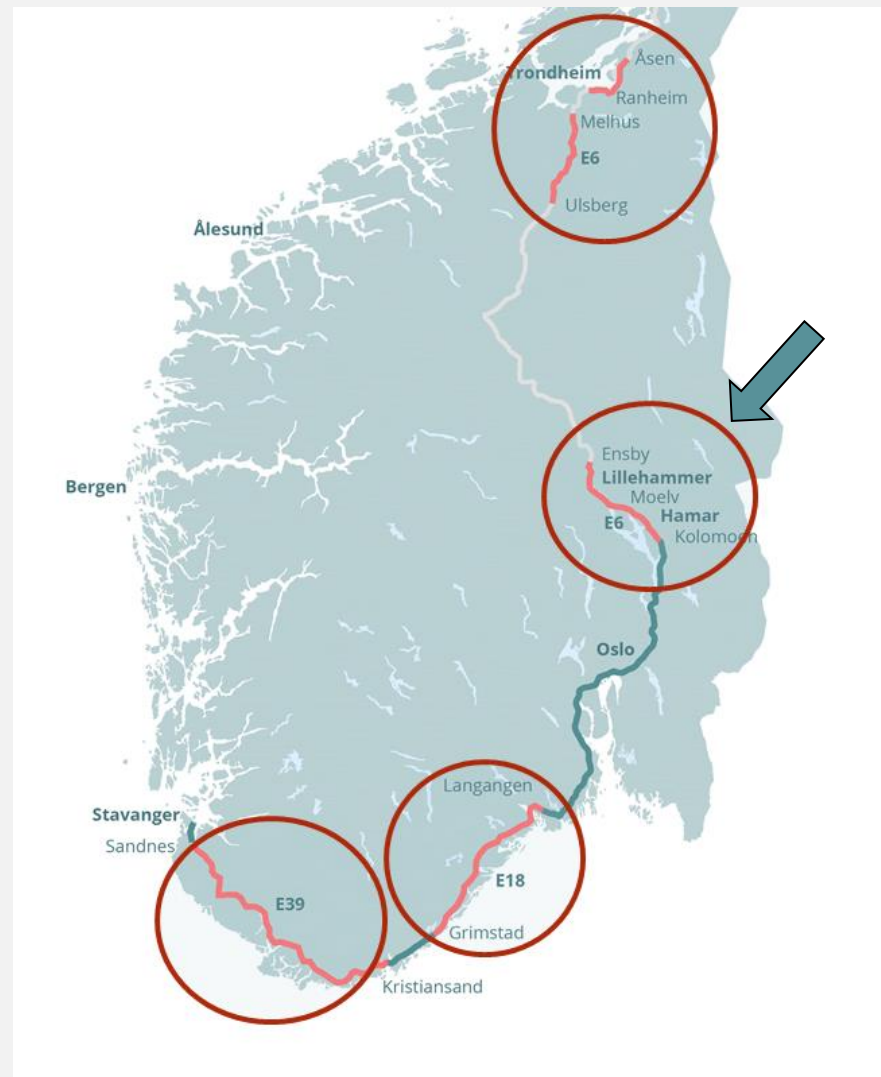 Åsen
Trondheim
Ranheim
Melhus
E6
Ulsberg
Ålesund
Ensby
Lillehammer
Moelv
Bergen
Hamar
E6
Kolomoen
Oslo
Langangen
Stavanger
Sandnes
E18
E39
Grimstad
Kristiansand